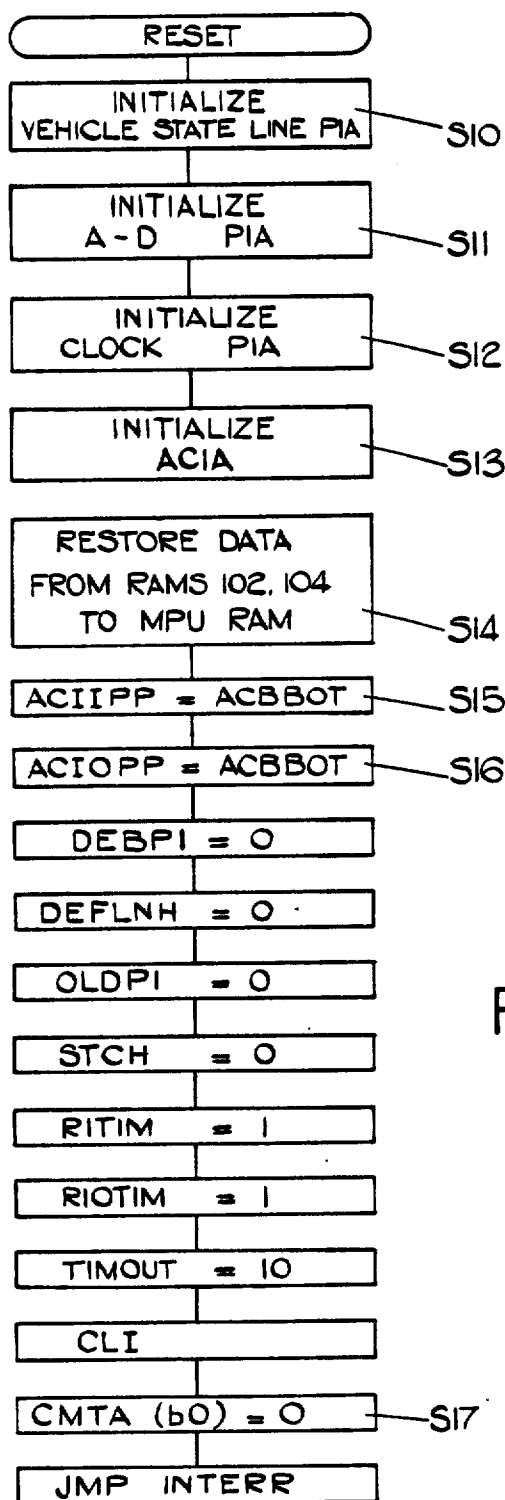 RESET
INITIALIZE
VEHICLE STATE LINE PIA
S10
INITIALIZE
A-D PIA
S11
INITIALIZE
CLOCK PIA
S12
INITIALIZE
ACIA
S13
RESTORE DATA
FROM RAMS 102, 104
TO MPU RAM
S14
ACIIPP = ACBBOT
S15
ACIOPP = ACBBOT
S16
DEBPI = 0
DEFLNH = 0
OLDPI = 0
STCH = 0
RITIM = 1
RIOTIM = 1
TIMOUT = 10
CLI
CMTA (b0) = 0
S17
JMP INTERR